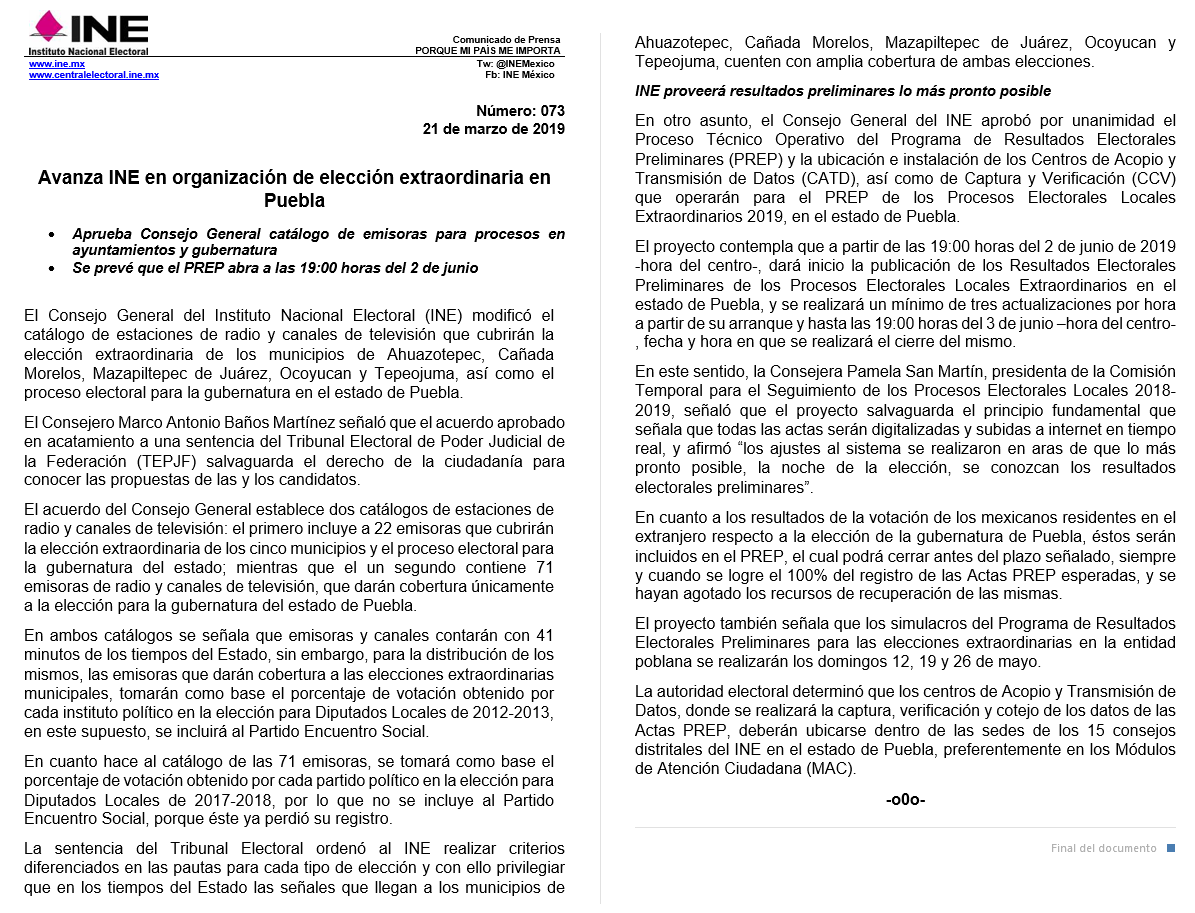 INE
Instituto Nacional Electoral
Comunicado de Prensa
PORQUE MI PAÍS ME IMPORTA
www.ine.mx
Tw: @INEMexico
www.centralelectoral.ine.mx
Fb: INE México
Número: 073
21 de marzo de 2019
Avanza INE en organización de elección extraordinaria en
Puebla
• Aprueba Consejo General catálogo de emisoras para procesos en
ayuntamientos y gubernatura
• Se prevé que el PREP abra a las 19:00 horas del 2 de junio
El Consejo General del Instituto Nacional Electoral (INE) modificó el
catálogo de estaciones de radio y canales de televisión que cubrirán la
elección extraordinaria de los municipios de Ahuazotepec, Cañada
Morelos, Mazapiltepec de Juárez, Ocoyucan y Tepeojuma, así como el
proceso electoral para la gubernatura en el estado de Puebla.
El Consejero Marco Antonio Baños Martínez señaló que el acuerdo aprobado
en acatamiento a una sentencia del Tribunal Electoral de Poder Judicial de
la Federación (TEPJF) salvaguarda el derecho de la ciudadanía para
conocer las propuestas de las y los candidatos.
El acuerdo del Consejo General establece dos catálogos de estaciones de
radio y canales de televisión: el primero incluye a 22 emisoras que cubrirán
la elección extraordinaria de los cinco municipios y el proceso electoral para
la gubernatura del estado; mientras que el un segundo contiene 71
emisoras de radio y canales de televisión, que darán cobertura únicamente
a la elección para la gubernatura del estado de Puebla.
En ambos catálogos se señala que emisoras y canales contarán con 41
minutos de los tiempos del Estado, sin embargo, para la distribución de los
mismos, las emisoras que darán cobertura a las elecciones extraordinarias
municipales, tomarán como base el porcentaje de votación obtenido por
cada instituto político en la elección para Diputados Locales de 2012-2013,
en este supuesto, se incluirá al Partido Encuentro Social.
En cuanto hace al catálogo de las 71 emisoras, se tomará como base el
porcentaje de votación obtenido por cada partido político en la elección para
Diputados Locales de 2017-2018, por lo que no se incluye al Partido
Encuentro Social, porque éste ya perdió su registro.
La sentencia del Tribunal Electoral ordenó al INE realizar criterios
diferenciados en las pautas para cada tipo de elección y con ello privilegiar
que en los tiempos del Estado las señales que llegan a los municipios de
Ahuazotepec, Cañada Morelos, Mazapiltepec de Juárez, Ocoyucan y
Tepeojuma, cuenten con amplia cobertura de ambas elecciones.
INE proveerá resultados preliminares lo más pronto posible
En otro asunto, el Consejo General del INE aprobó por unanimidad el
Proceso Técnico Operativo del Programa de Resultados Electorales
Preliminares (PREP) y la ubicación e instalación de los Centros de Acopio y
Transmisión de Datos (CATD), así como de Captura y Verificación (CCV)
que operarán para el PREP de los Procesos Electorales Locales
Extraordinarios 2019, en el estado de Puebla.
El proyecto contempla que a partir de las 19:00 horas del 2 de junio de 2019
-hora del centro-, dará inicio la publicación de los Resultados Electorales
Preliminares de los Procesos Electorales Locales Extraordinarios en el
estado de Puebla, y se realizará un mínimo de tres actualizaciones por hora
a partir de su arranque y hasta las 19:00 horas del 3 de junio –hora del centro-
, fecha y hora en que se realizará el cierre del mismo.
En este sentido, la Consejera Pamela San Martín, presidenta de la Comisión
Temporal para el Seguimiento de los Procesos Electorales Locales 2018-
2019, señaló que el proyecto salvaguarda el principio fundamental que
señala que todas las actas serán digitalizadas y subidas a internet en tiempo
real, y afirmó “los ajustes al sistema se realizaron en aras de que lo más
pronto posible, la noche de la elección, se conozcan los resultados
electorales preliminares”.
En cuanto a los resultados de la votación de los mexicanos residentes en el
extranjero respecto a la elección de la gubernatura de Puebla, éstos serán
incluidos en el PREP, el cual podrá cerrar antes del plazo señalado, siempre
y cuando se logre el 100% del registro de las Actas PREP esperadas, y se
hayan agotado los recursos de recuperación de las mismas.
El proyecto también señala que los simulacros del Programa de Resultados
Electorales Preliminares para las elecciones extraordinarias en la entidad
poblana se realizarán los domingos 12, 19 y 26 de mayo.
La autoridad electoral determinó que los centros de Acopio y Transmisión de
Datos, donde se realizará la captura, verificación y cotejo de los datos de las
Actas PREP, deberán ubicarse dentro de las sedes de los 15 consejos
distritales del INE en el estado de Puebla, preferentemente en los Módulos
de Atención Ciudadana (MAC).
-o0o-
Final del documento